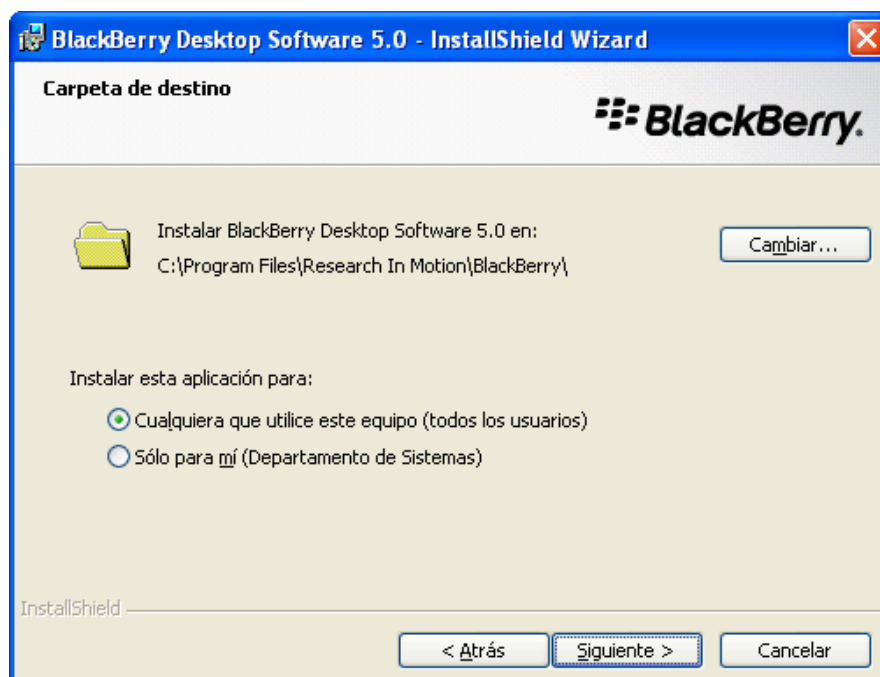 BlackBerry Desktop Software 5.0 - InstallShield Wizard
Carpeta de destino
BlackBerry.
Instalar BlackBerry Desktop Software 5.0 en:
Cambiar...
C:\Program Files\Research In Motion\BlackBerry\
Instalar esta aplicación para:
Cualquiera que utilice este equipo (todos los usuarios)
Sólo para mí (Departamento de Sistemas)
InstallShield
< Atrás Siguiente > Cancelar